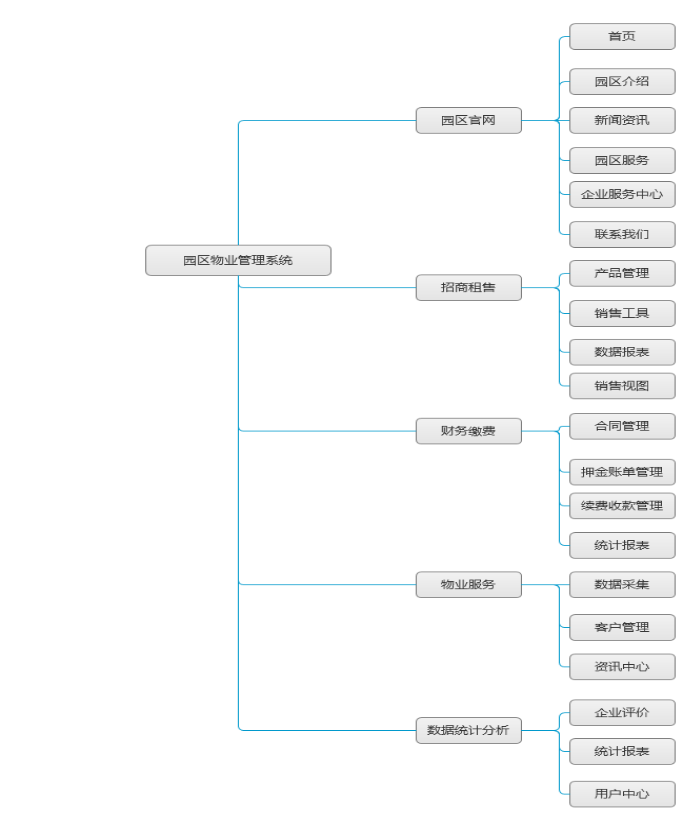 园区物业管理系统
园区官网
首页
园区介绍
新闻资讯
园区服务
企业服务中心
联系我们
招商租售
产品管理
销售工具
数据报表
销售视图
财务缴费
合同管理
押金账单管理
续费收款管理
统计报表
物业服务
数据采集
客户管理
资讯中心
数据统计分析
企业评价
统计报表
用户中心